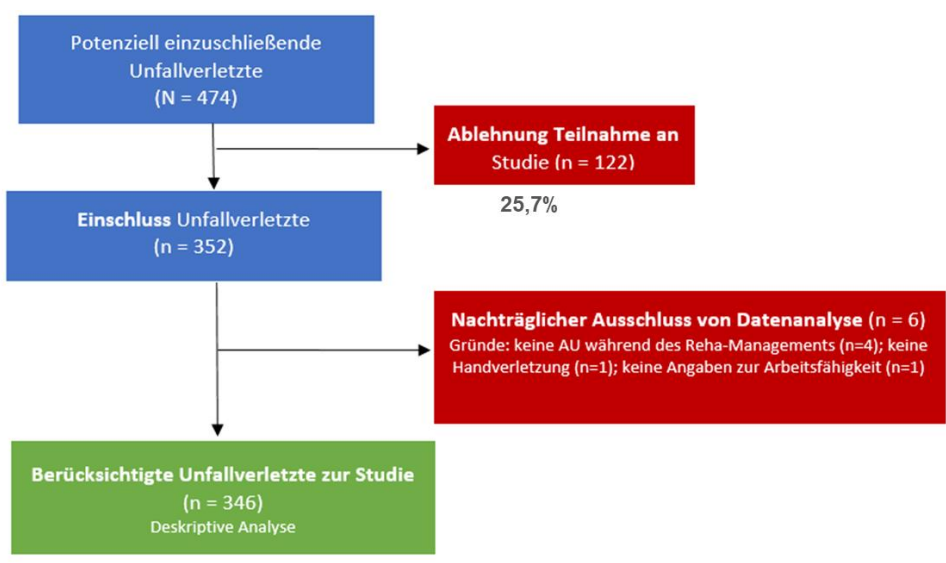 Potenziell einzuschließende
Unfallverletzte
(N = 474)
Ablehnung Teilnahme an
Studie (n = 122)
25,7%
Einschluss Unfallverletzte
(n = 352)
Nachträglicher Ausschluss von Datenanalyse (n = 6)
Gründe: keine AU während des Reha-Managements (n=4); keine
Handverletzung (n=1); keine Angaben zur Arbeitsfähigkeit (n=1)
Berücksichtigte Unfallverletzte zur Studie
(n = 346)
Deskriptive Analyse